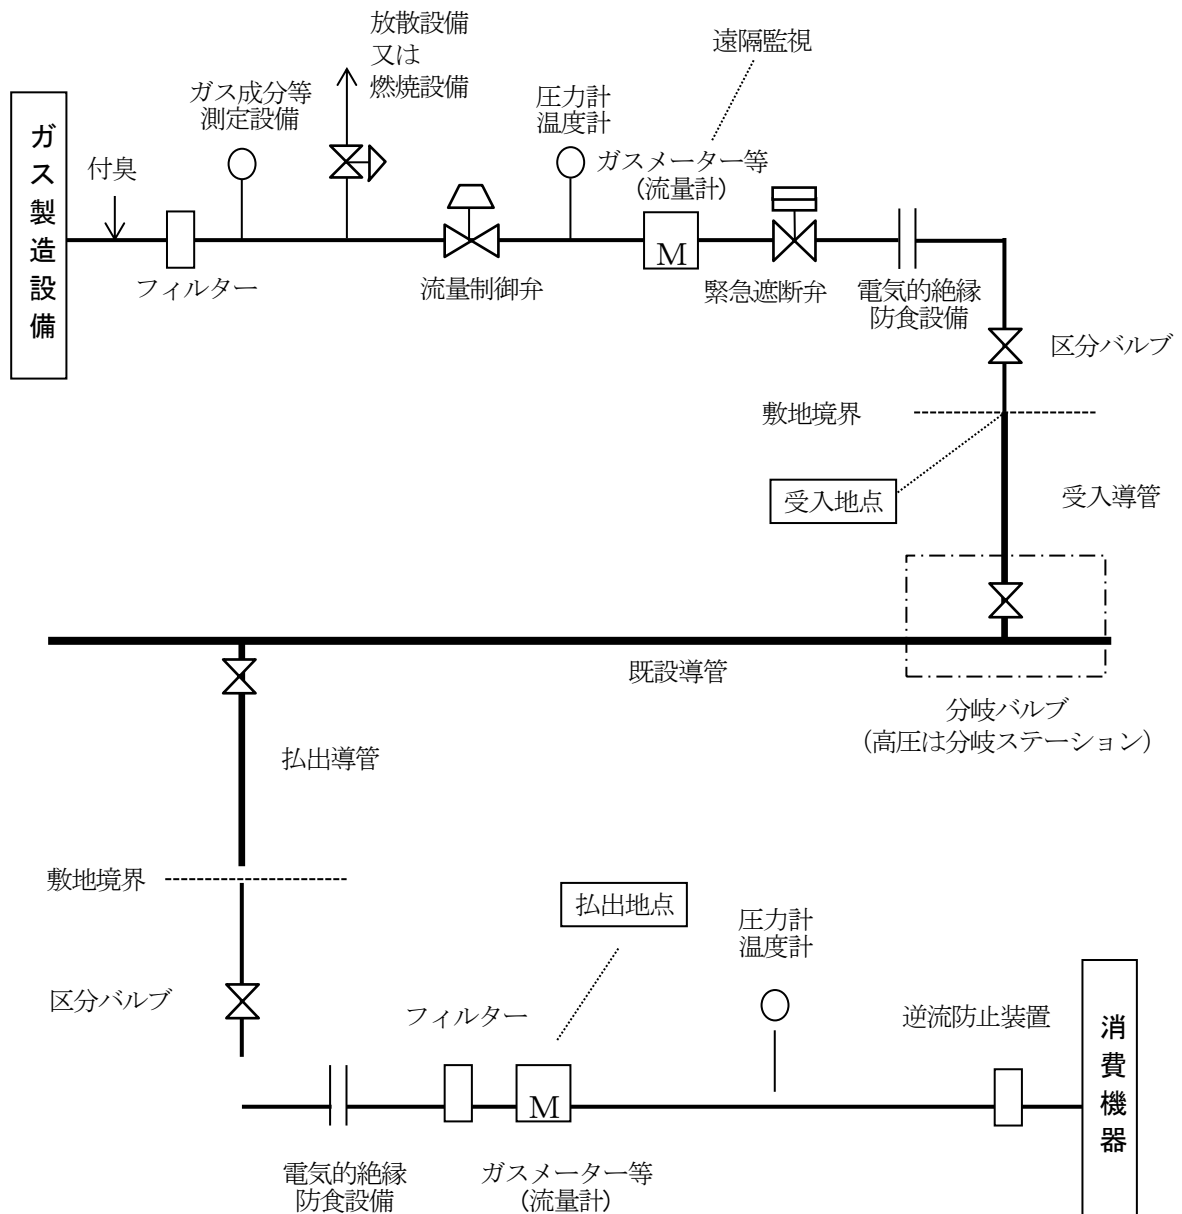 放散設備
又は
燃焼設備
遠隔監視
ガス成分等
測定設備
圧力計
温度計
ガスメーター等
(流量計)
ガス製造設備
付臭
M
フィルター
流量制御弁
緊急遮断弁
電気的絶縁
防食設備
区分バルブ
敷地境界
受入地点
受入導管
既設導管
分岐バルブ
(高圧は分岐ステーション)
払出導管
敷地境界
払出地点
圧力計
温度計
区分バルブ
フィルター
逆流防止装置
消費機器
M
電気的絶縁
防食設備
ガスメーター等
(流量計)